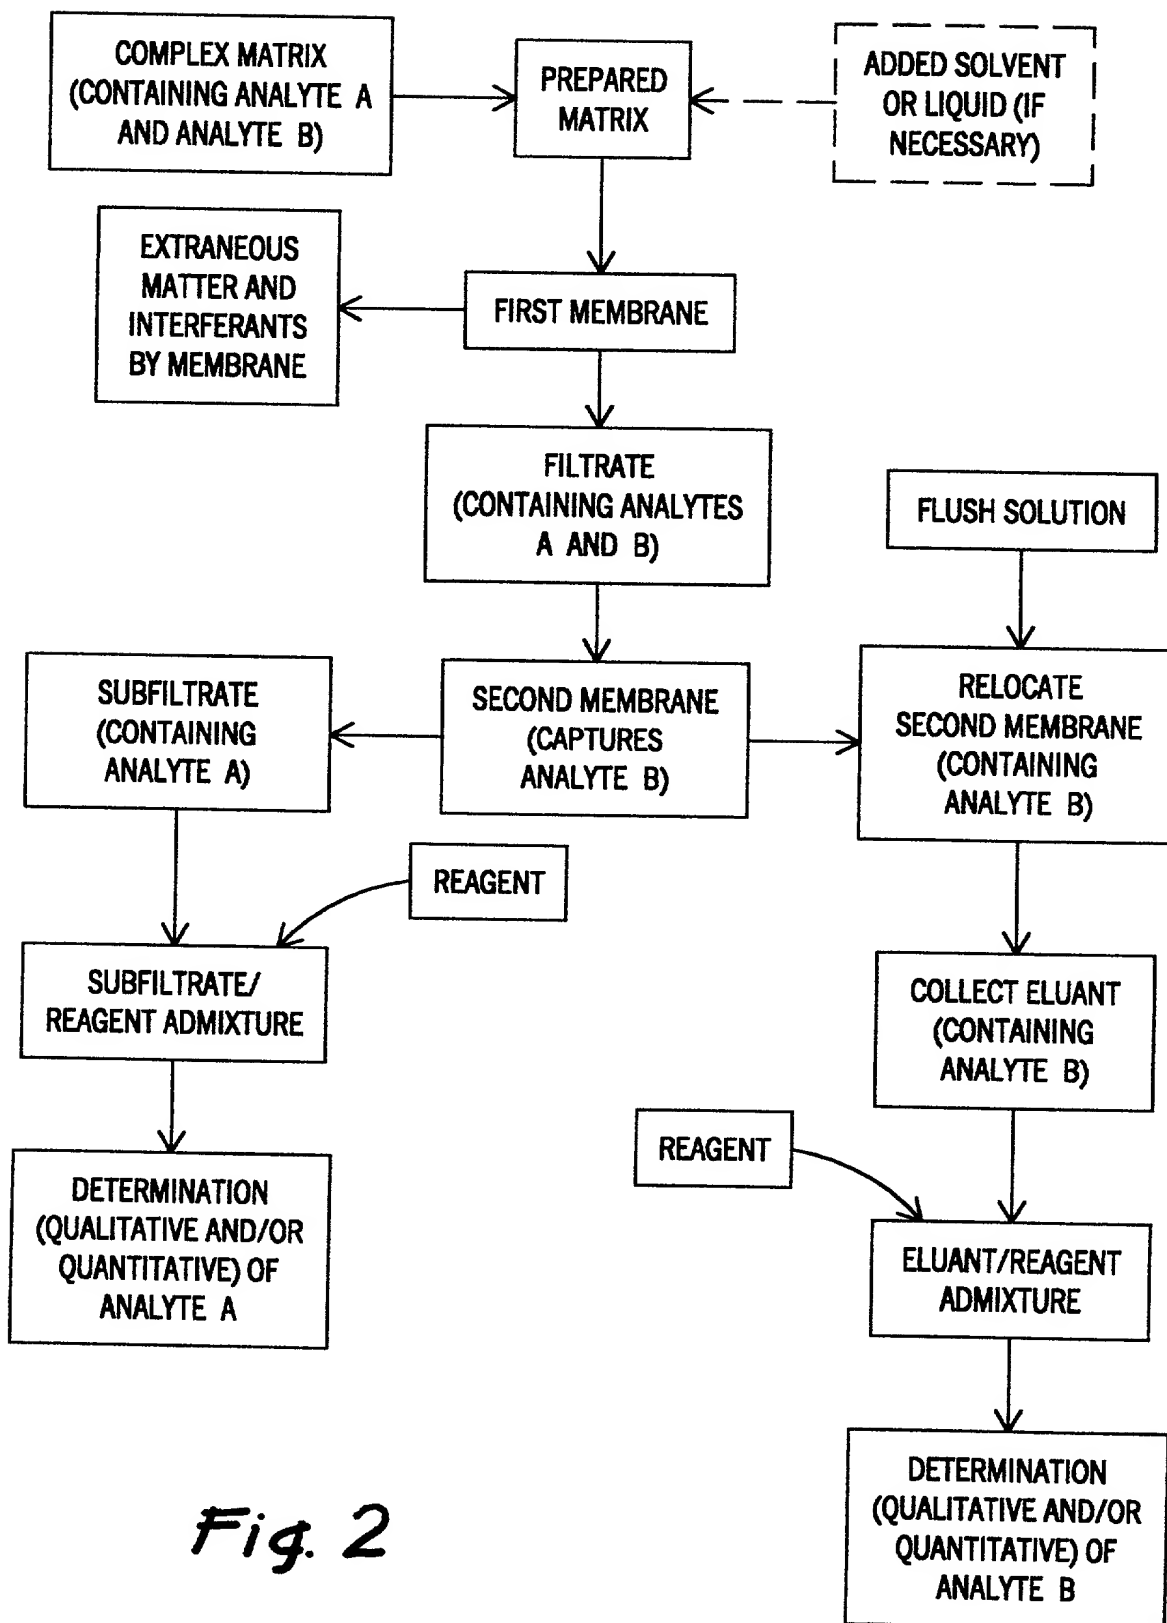 COMPLEX MATRIX
(CONTAINING ANALYTE A
AND ANALYTE B)
PREPARED
MATRIX
ADDED SOLVENT
OR LIQUID (IF
NECESSARY)
EXTRANEOUS
MATTER AND
INTERFERANTS
BY MEMBRANE
FIRST MEMBRANE
FILTRATE
(CONTAINING ANALYTES
A AND B)
FLUSH SOLUTION
SUBFILTRATE
(CONTAINING
ANALYTE A)
SECOND MEMBRANE
(CAPTURES
ANALYTE B)
RELOCATE
SECOND MEMBRANE
(CONTAINING
ANALYTE B)
REAGENT
SUBFILTRATE/
REAGENT ADMIXTURE
COLLECT ELUANT
(CONTAINING
ANALYTE B)
REAGENT
DETERMINATION
(QUALITATIVE AND/OR
QUANTITATIVE) OF
ANALYTE A
ELUANT/REAGENT
ADMIXTURE
DETERMINATION
(QUALITATIVE AND/OR
QUANTITATIVE) OF
ANALYTE B
Fig. 2